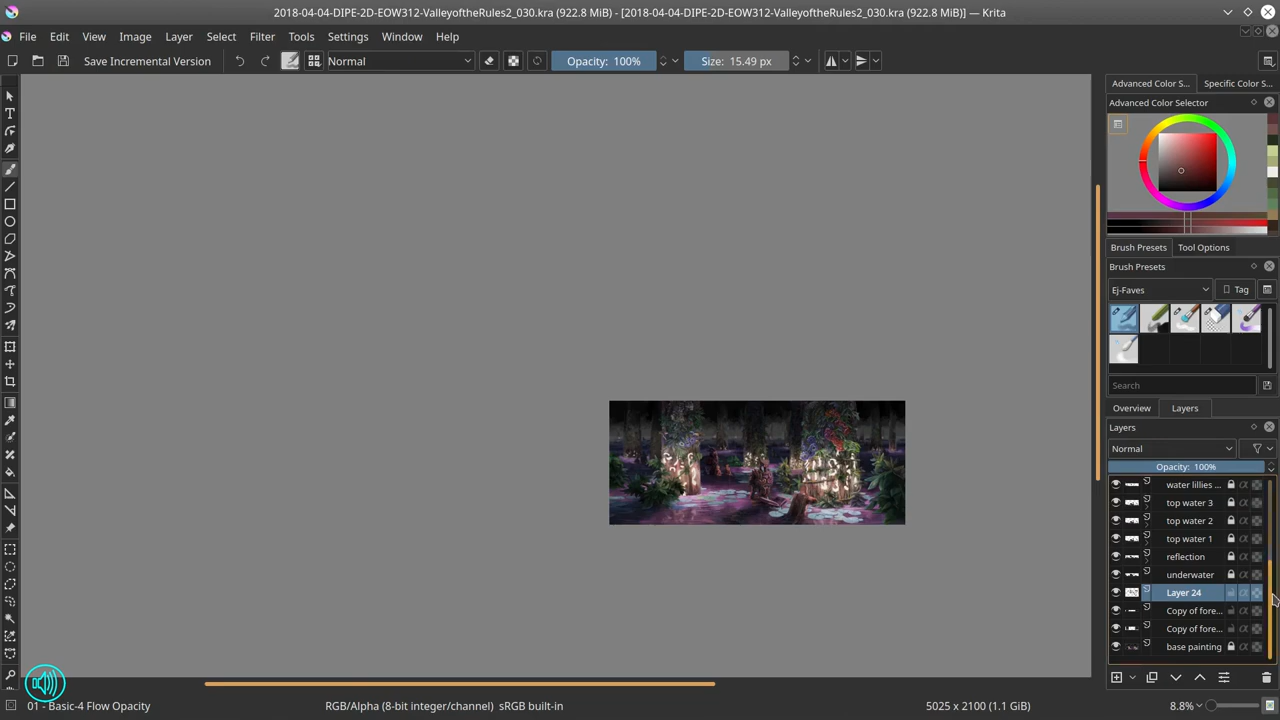 2018-04-04-DIPE-2D-EOW312-ValleyoftheRules2_030.kra (922.8 MiB) - [2018-04-04-DIPE-2D-EOW312-ValleyoftheRules2_030.kra (922.8 MiB)] — Krita
File Edit View Image Layer Select Filter Tools Settings Window Help
Save Incremental Version Normal Opacity: 100% Size: 15.49 px
Advanced Color S... Specific Color S...
Advanced Color Selector
Brush Presets Tool Options
Brush Presets
Ej-Faves Tag
Search
Overview Layers
Layers
Normal
Opacity: 100%
water lillies ...
top water 3
top water 2
top water 1
reflection
underwater
Layer 24
Copy of fore...
Copy of fore...
base painting
01 - Basic-4 Flow Opacity RGB/Alpha (8-bit integer/channel) sRGB built-in 5025 x 2100 (1.1 GiB) 8.8%